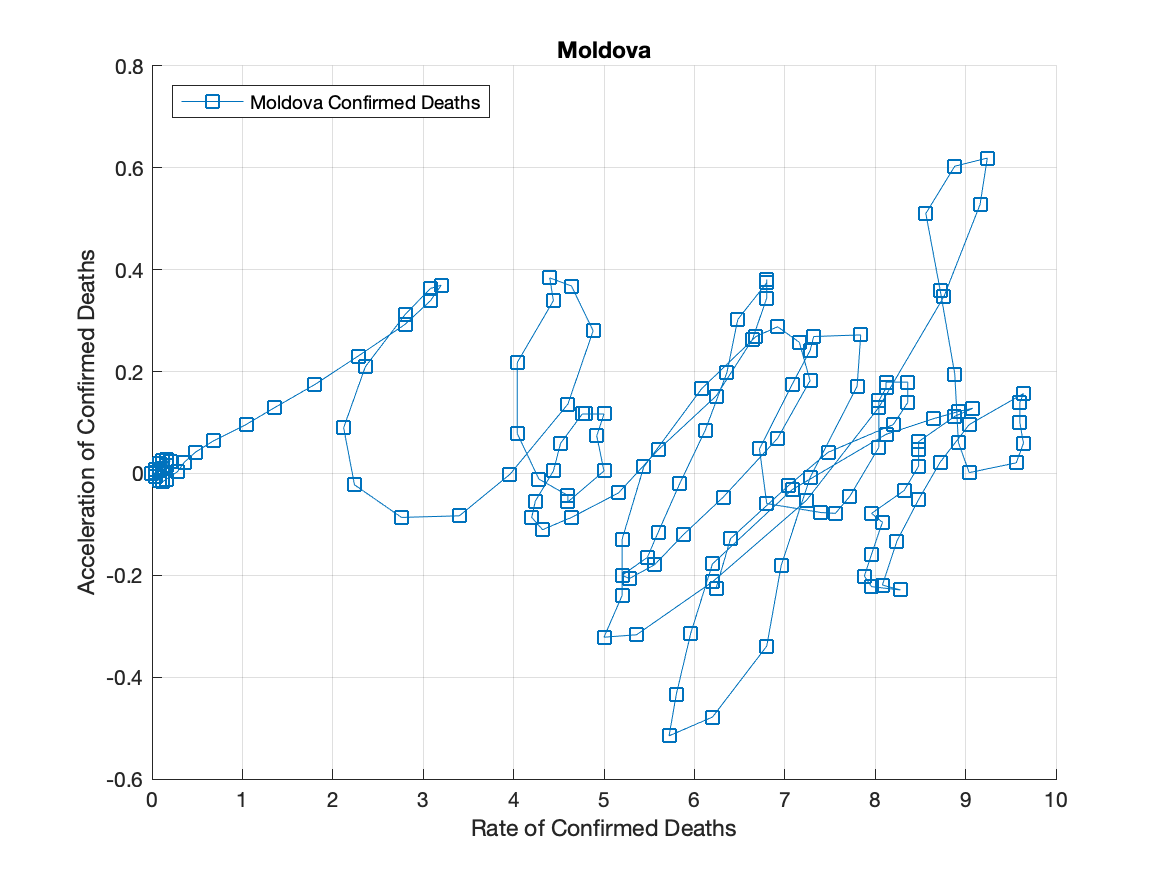 Moldova
Moldova Confirmed Deaths
Acceleration of Confirmed Deaths
0.8
0.6
0.4
0.2
0
-0.2
-0.4
-0.6
0 1 2 3 4 5 6 7 8 9 10
Rate of Confirmed Deaths